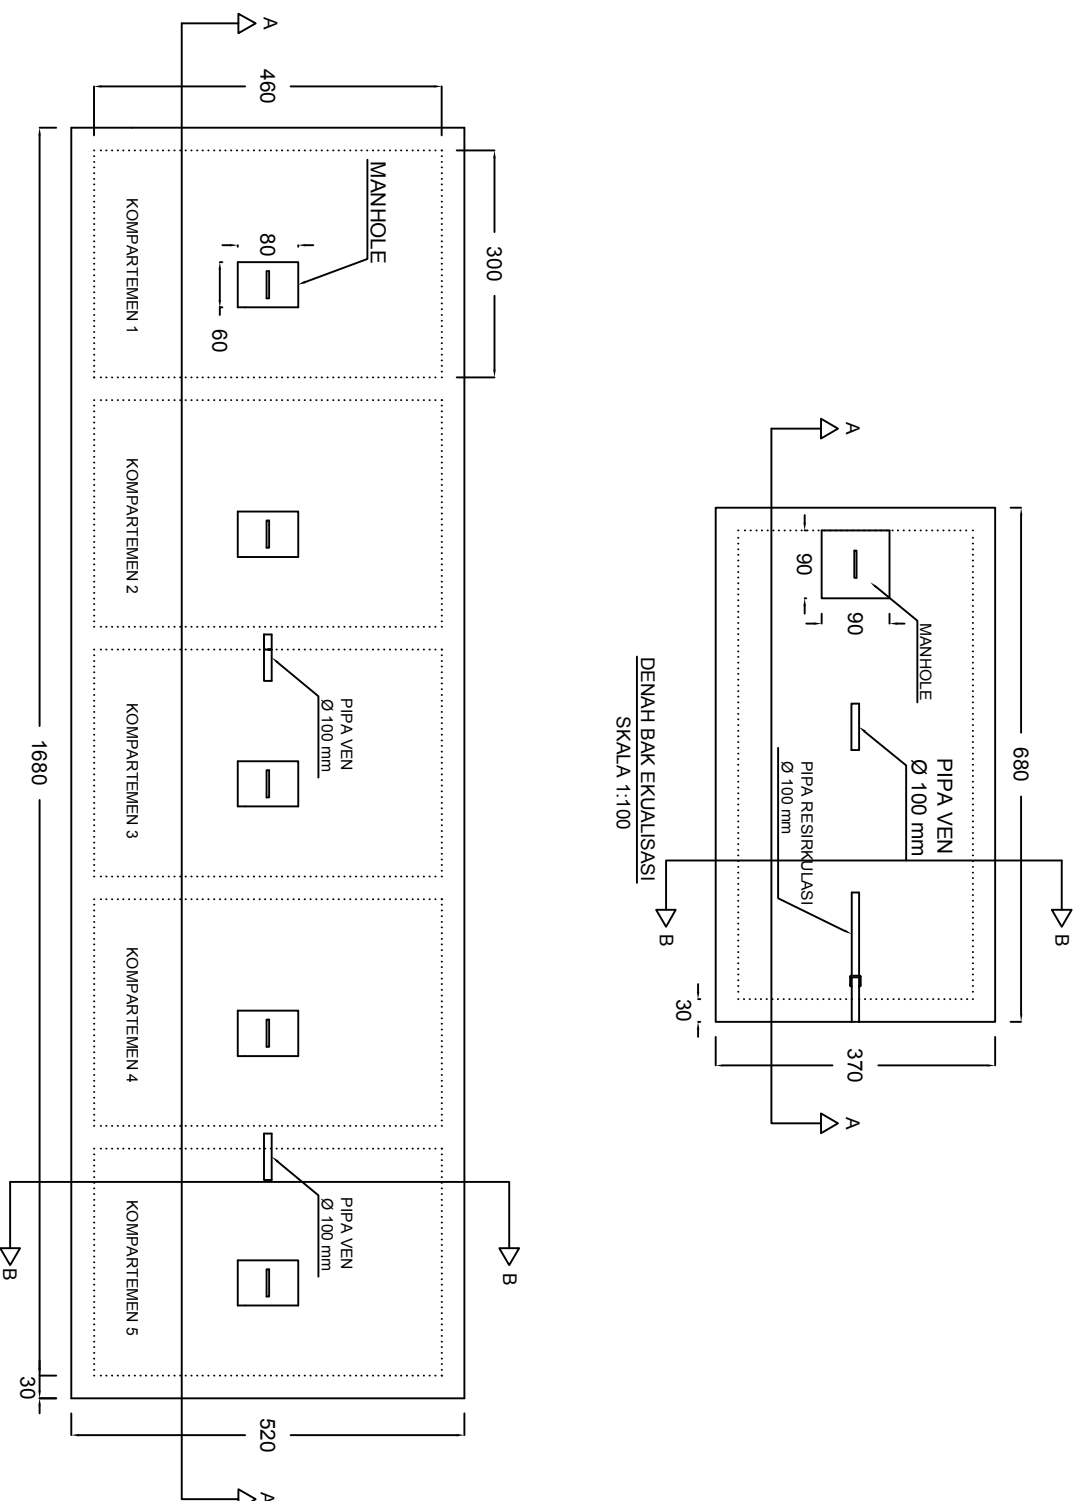 B
680
PIPA VEN
Ø 100 mm
MANHOLE
A
90
370
A
90
PIPA RESIRKULASI
Ø 100 mm
30
B
DENAH BAK EKUALISASI
SKALA 1:100
B
300
MANHOLE
PIPA VEN
Ø 100 mm
PIPA VEN
Ø 100 mm
A
460
80
520
A
60
KOMPARTEMEN 1
KOMPARTEMEN 2
KOMPARTEMEN 3
KOMPARTEMEN 4
KOMPARTEMEN 5
1680
30
B